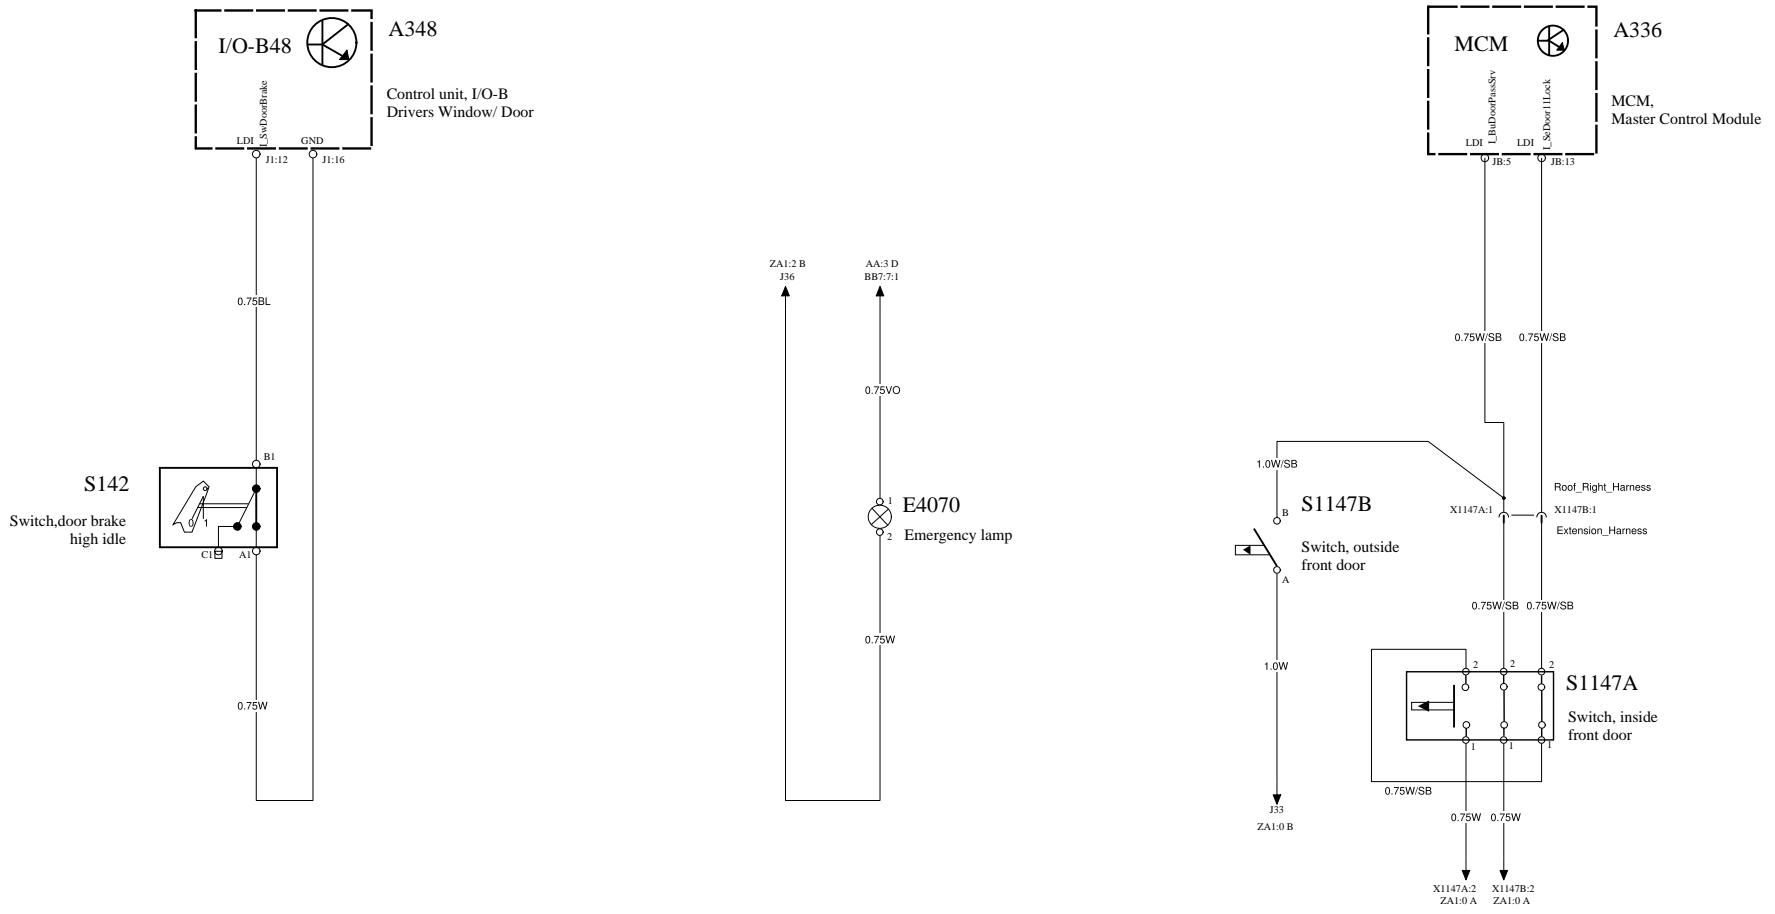 I/O-B48
A348
Control unit, I/O-B
Drivers Window/ Door
I_SwDoorBrake
LDI
GND
J1:12
J1:16
0.75BL
B1
S142
Switch,door brake
high idle
0 1
C1
A1
0.75W
ZA1:2 B
J36
AA:3 D
BB7:7:1
0.75VO
1
E4070
2
Emergency lamp
0.75W
MCM
A336
MCM,
Master Control Module
I_BuDoorPassSrv
I_SeDoor11Lock
LDI
LDI
JB:5
JB:13
0.75W/SB
0.75W/SB
1.0W/SB
B
S1147B
Switch, outside
front door
A
1.0W
J33
ZA1:0 B
Roof_Right_Harness
X1147A:1
X1147B:1
Extension_Harness
0.75W/SB
0.75W/SB
2
2
2
S1147A
Switch, inside
front door
1
1
1
0.75W/SB
0.75W
0.75W
X1147A:2
ZA1:0 A
X1147B:2
ZA1:0 A